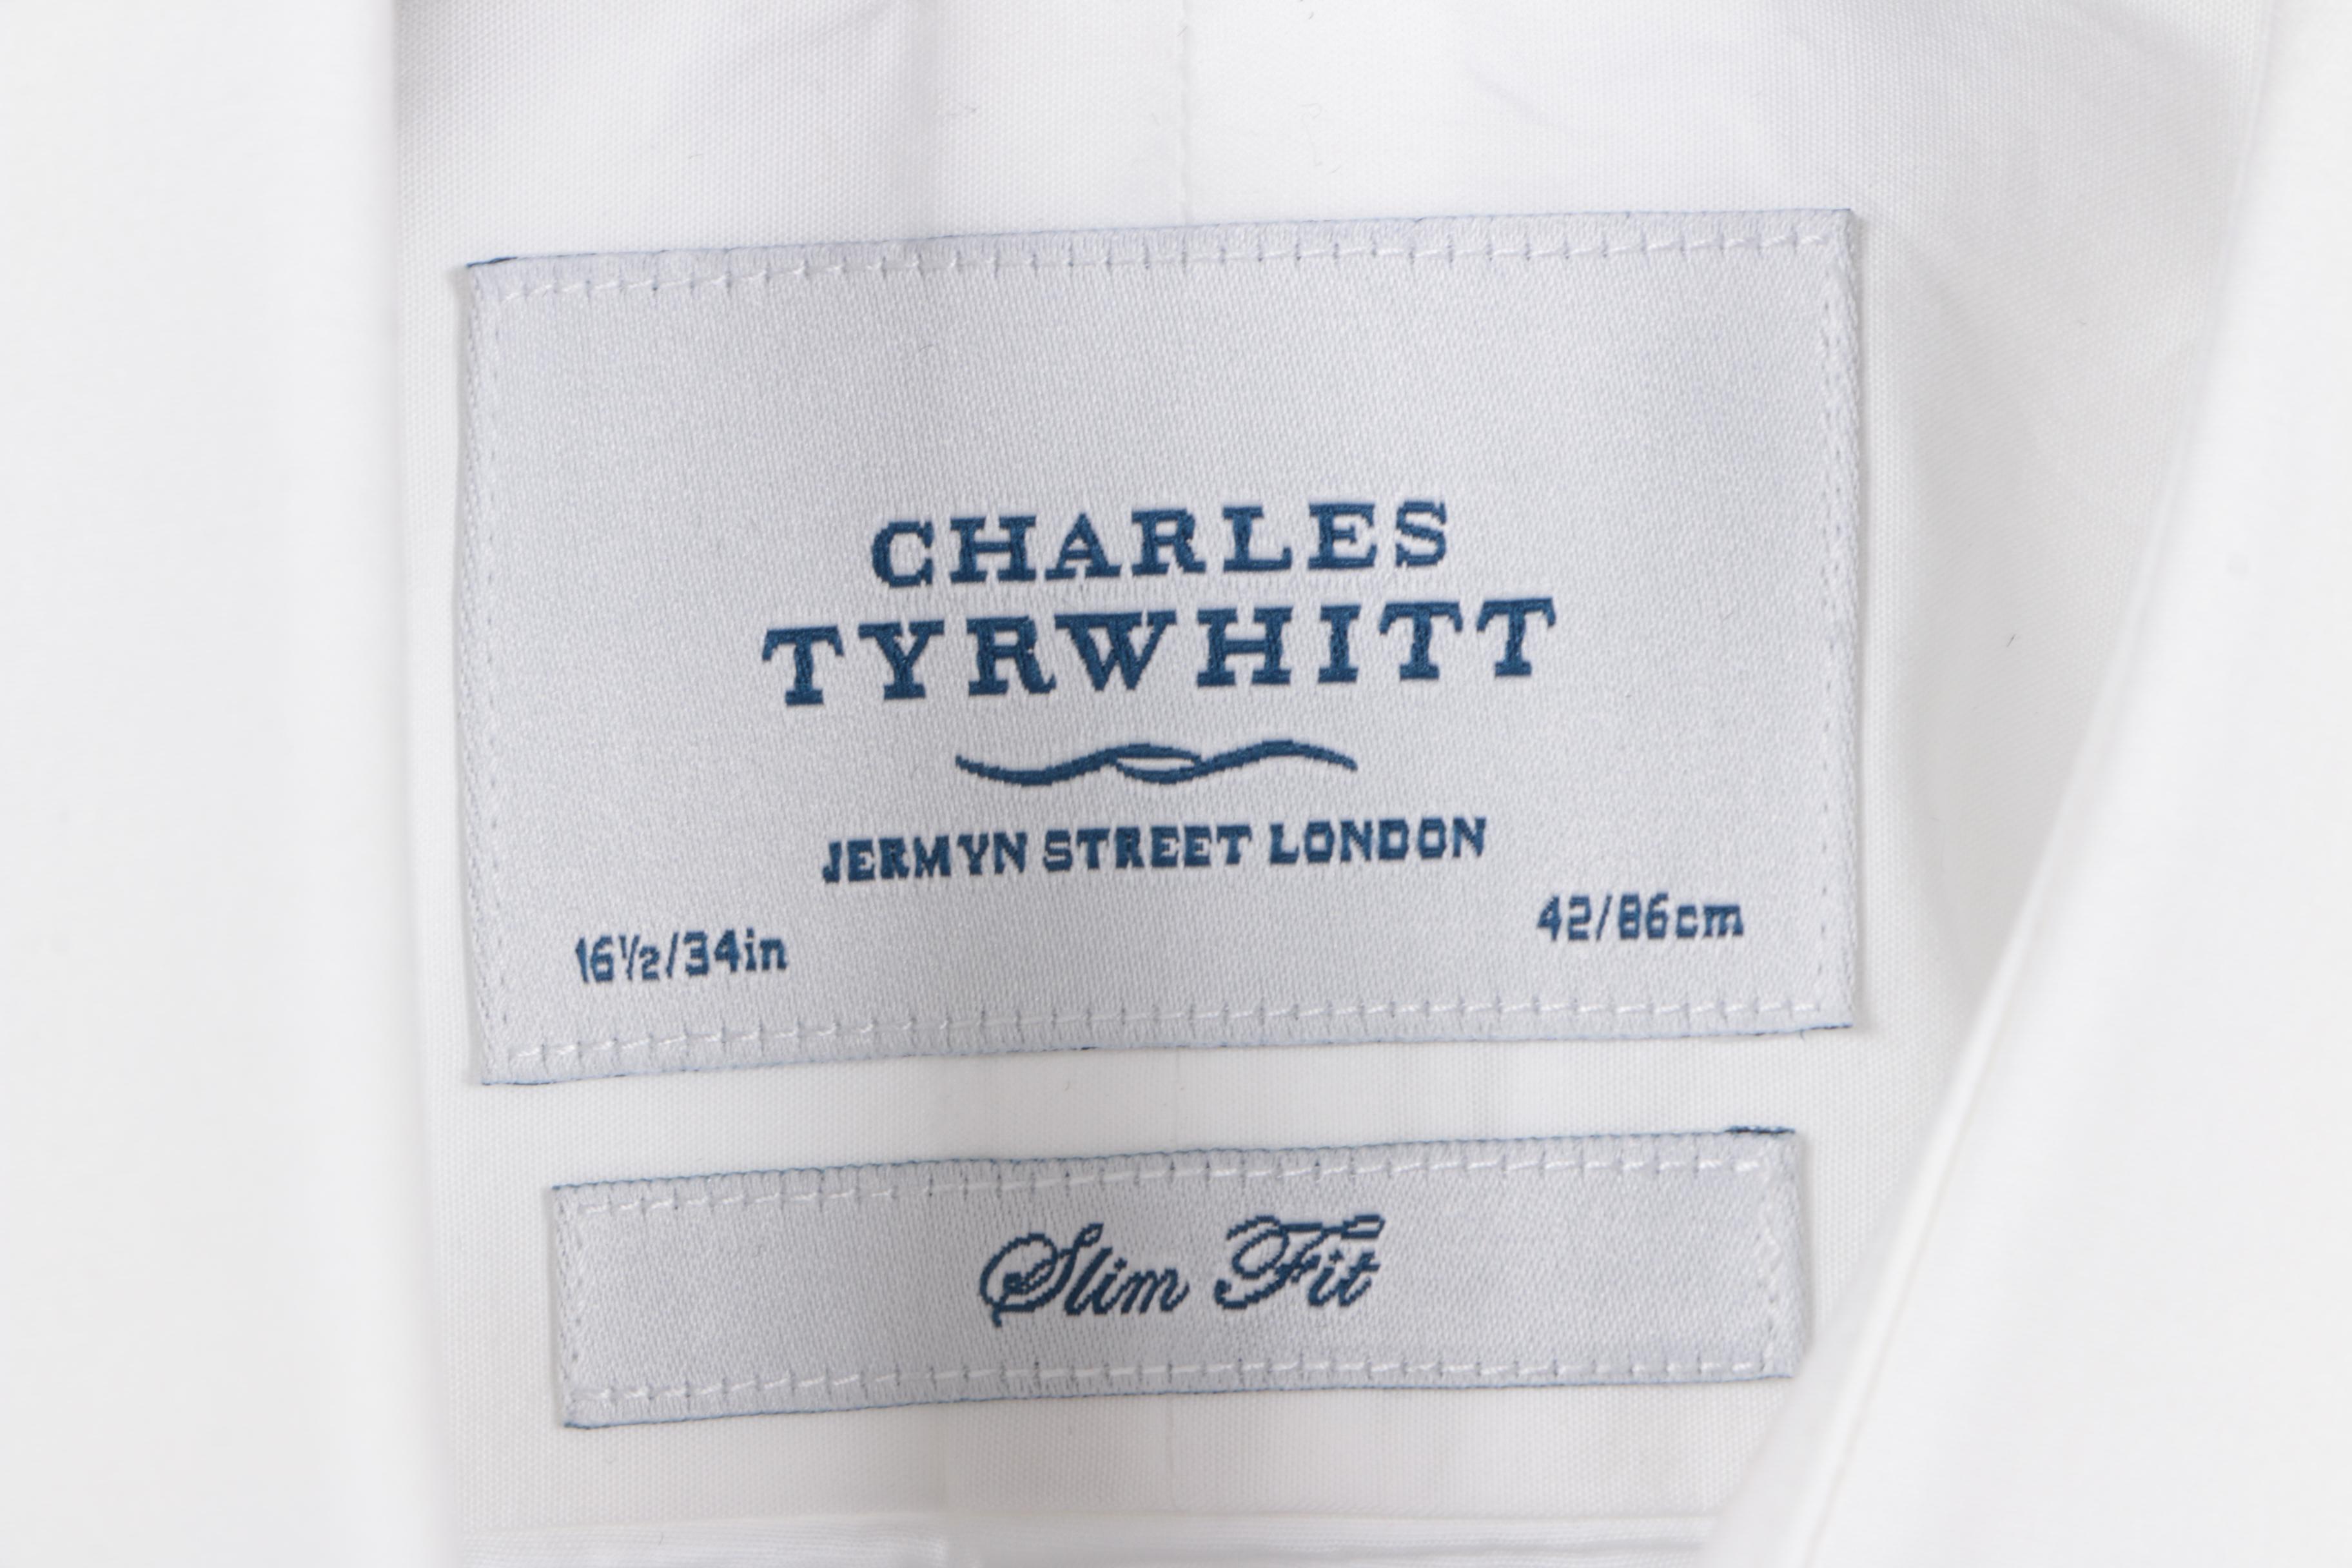 CHARLES
TYRWHITT
JERMYN STREET LONDON
16½/34in
42/86cm
Slim Fit